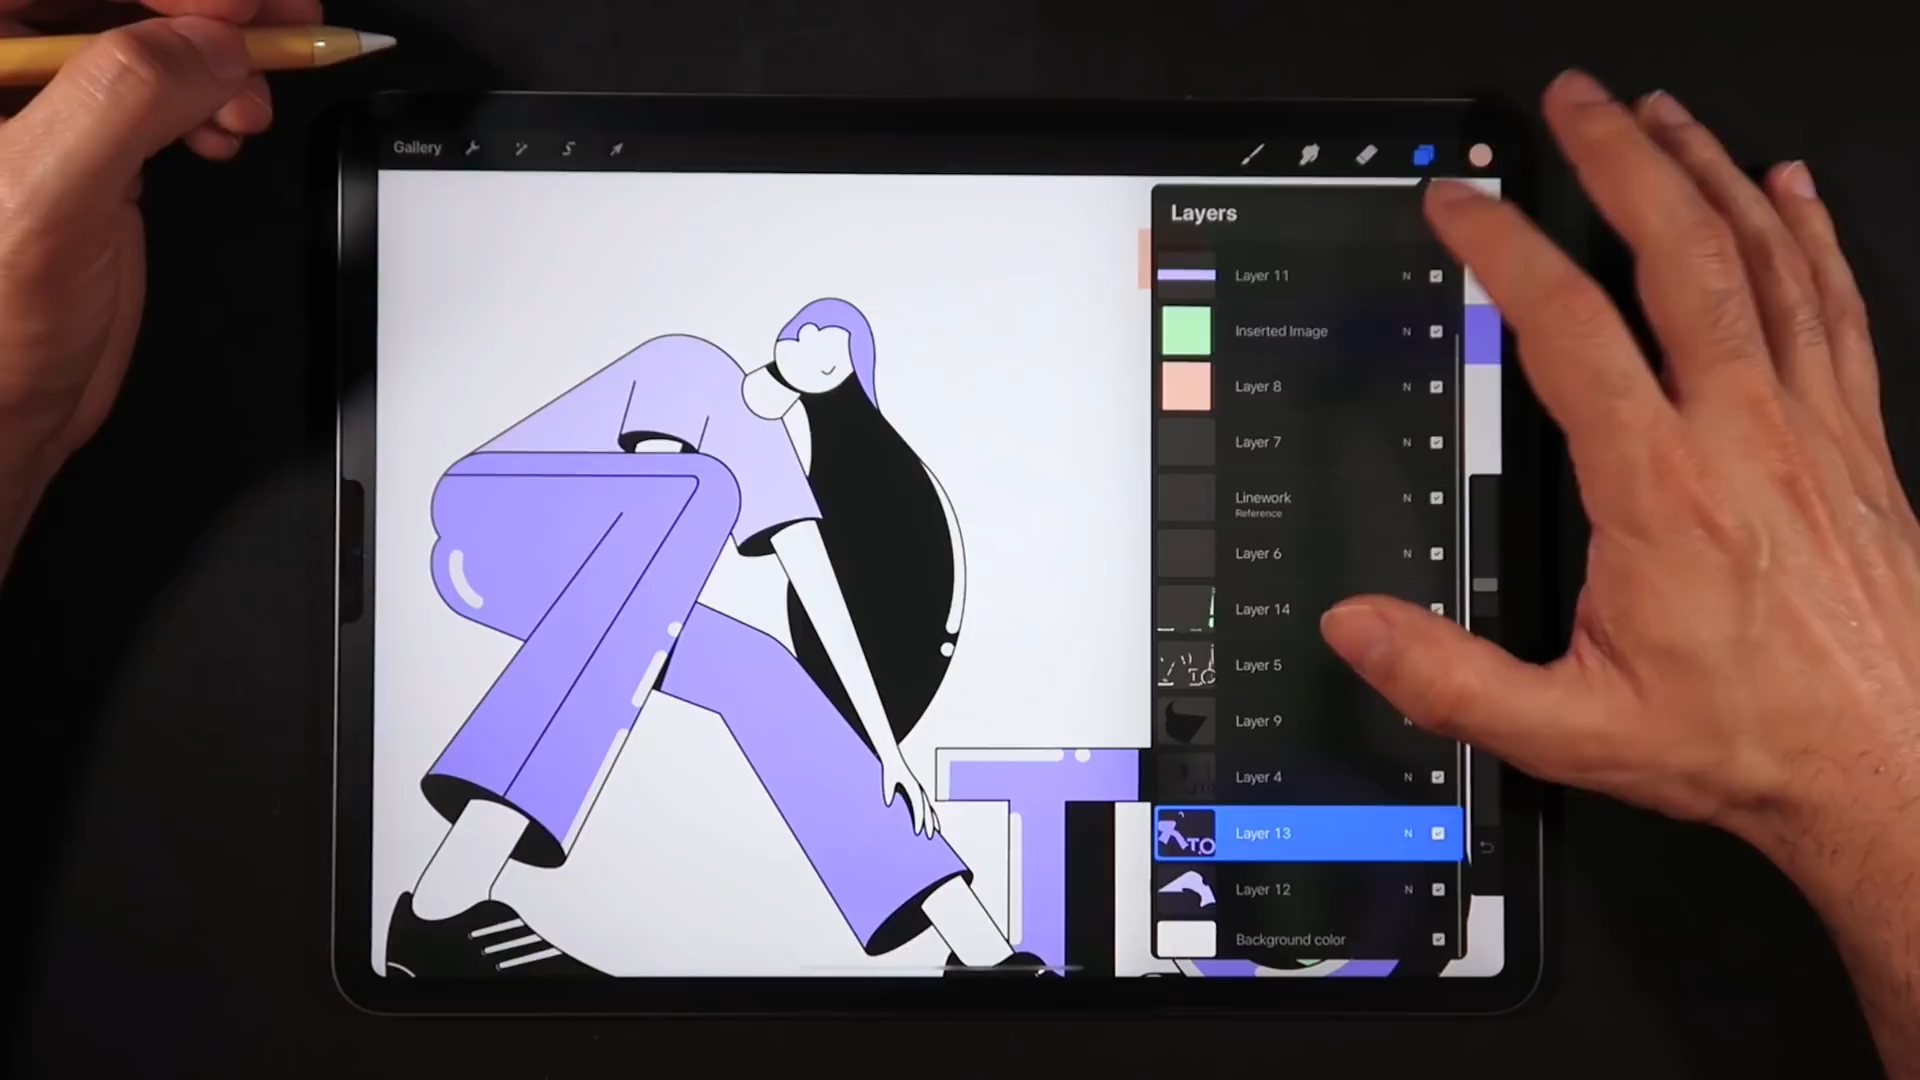 Gallery
Layers
Layer 11 N
Inserted Image N
Layer 8 N
Layer 7 N
Linework N
Reference
Layer 6 N
Layer 14
Layer 5
Layer 9 N
Layer 4 N
Layer 13 N
Layer 12 N
Background color
T